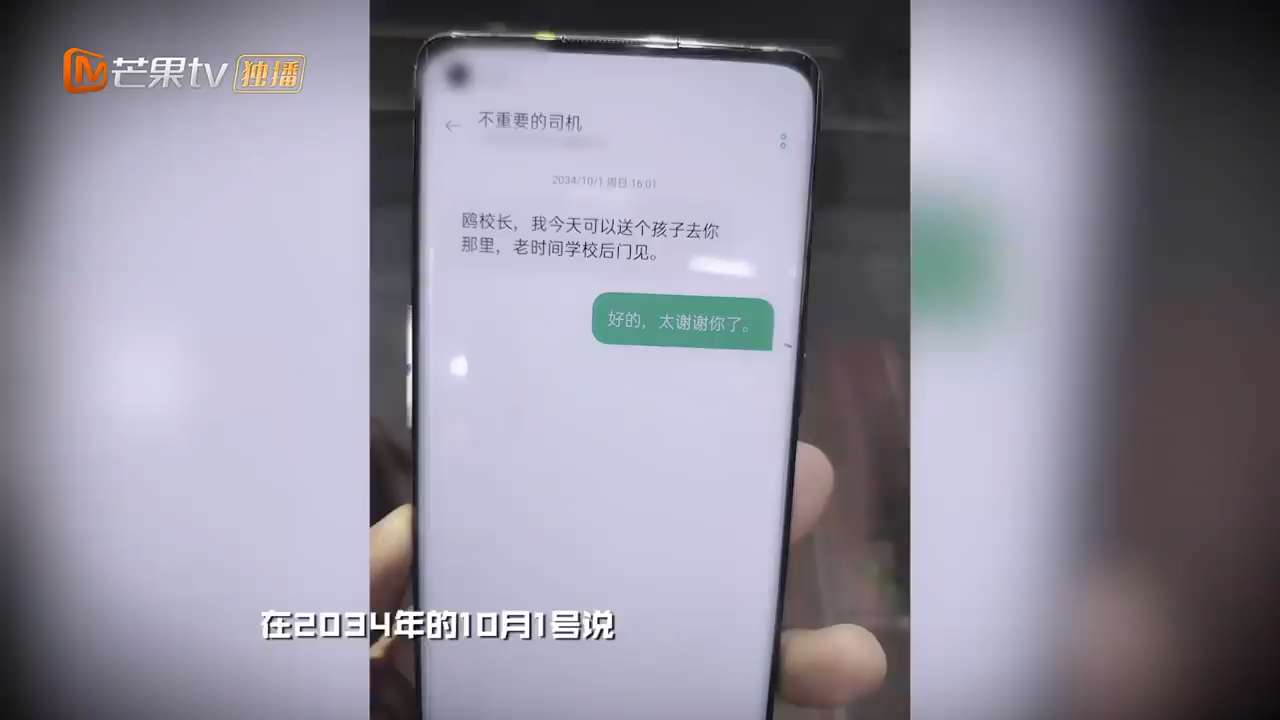 芒果tv 独播
不重要的司机
2034/10/1 周日 16:01
鸥校长，我今天可以送个孩子去你
那里，老时间学校后门见。
好的，太谢谢你了。
在2034年的10月1号说